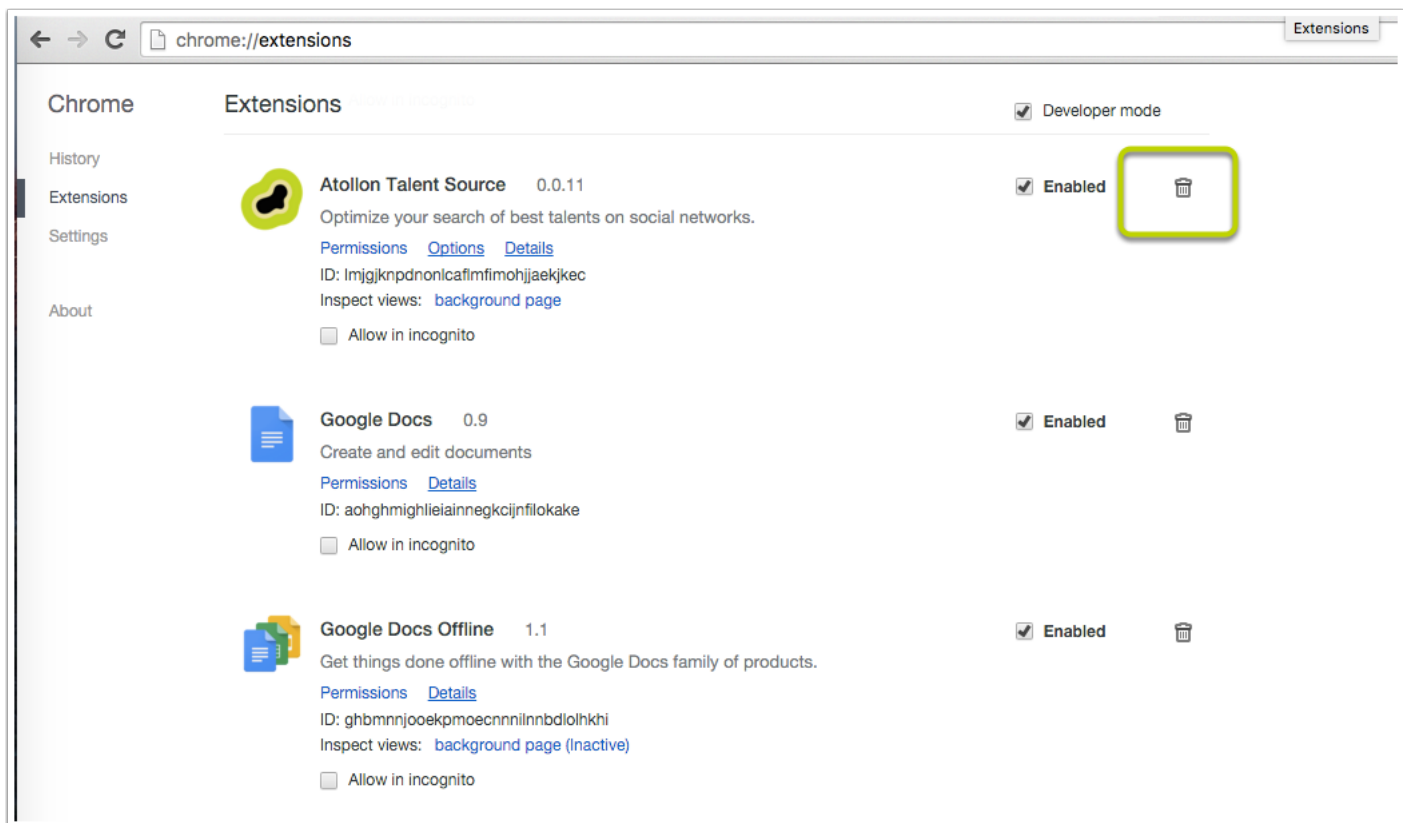 chrome://extensions
Extensions
Chrome
Extensions
Developer mode
History
Extensions
Settings
About
Atollon Talent Source 0.0.11
Enabled
Optimize your search of best talents on social networks.
Permissions Options Details
ID: lmjgjknpdnonlcaflmfimohjjaekjkec
Inspect views: background page
Allow in incognito
Google Docs 0.9
Enabled
Create and edit documents
Permissions Details
ID: aohghmighlieiainnegkcijnfilokake
Allow in incognito
Google Docs Offline 1.1
Enabled
Get things done offline with the Google Docs family of products.
Permissions Details
ID: ghbmnnjooekpmoecnnnilnnbdlolhkhi
Inspect views: background page (Inactive)
Allow in incognito